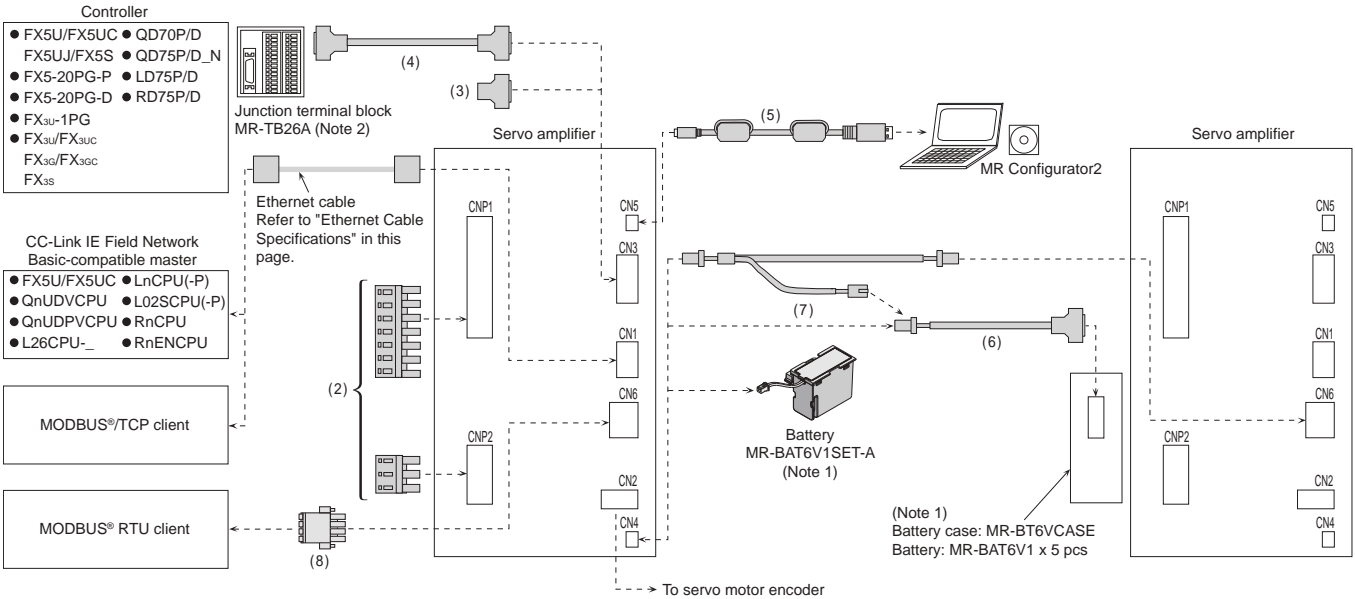 Controller
● FX5U/FX5UC ● QD70P/D
FX5UJ/FX5S ● QD75P/D_N
● FX5-20PG-P ● LD75P/D
● FX5-20PG-D ● RD75P/D
● FX3U-1PG
● FX3U/FX3UC
FX3G/FX3GC
FX3S
Junction terminal block
MR-TB26A (Note 2)
(4)
(3)
Ethernet cable
Refer to "Ethernet Cable
Specifications" in this
page.
CC-Link IE Field Network
Basic-compatible master
● FX5U/FX5UC ● LnCPU(-P)
● QnUDVCPU ● L02SCPU(-P)
● QnUDPVCPU ● RnCPU
● L26CPU-_ ● RnENCPU
MODBUS®/TCP client
MODBUS® RTU client
(2)
(8)
Servo amplifier
CNP1
CNP2
CN5
CN3
CN1
CN6
CN2
CN4
To servo motor encoder
(5)
MR Configurator2
(7)
(6)
Battery
MR-BAT6V1SET-A
(Note 1)
(Note 1)
Battery case: MR-BT6VCASE
Battery: MR-BAT6V1 x 5 pcs
Servo amplifier
CNP1
CNP2
CN5
CN3
CN1
CN6
CN2
CN4